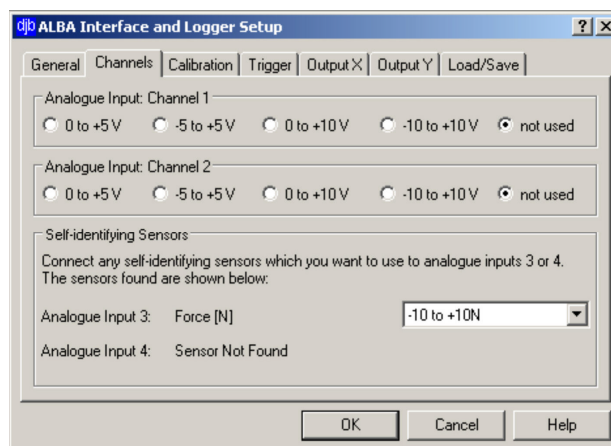 djb ALBA Interface and Logger Setup ? X
General Channels Calibration Trigger Output X Output Y Load/Save
Analogue Input: Channel 1
0 to +5 V -5 to +5 V 0 to +10 V -10 to +10 V not used
Analogue Input: Channel 2
0 to +5 V -5 to +5 V 0 to +10 V -10 to +10 V not used
Self-identifying Sensors
Connect any self-identifying sensors which you want to use to analogue inputs 3 or 4.
The sensors found are shown below:
Analogue Input 3: Force [N] -10 to +10N
Analogue Input 4: Sensor Not Found
OK Cancel Help